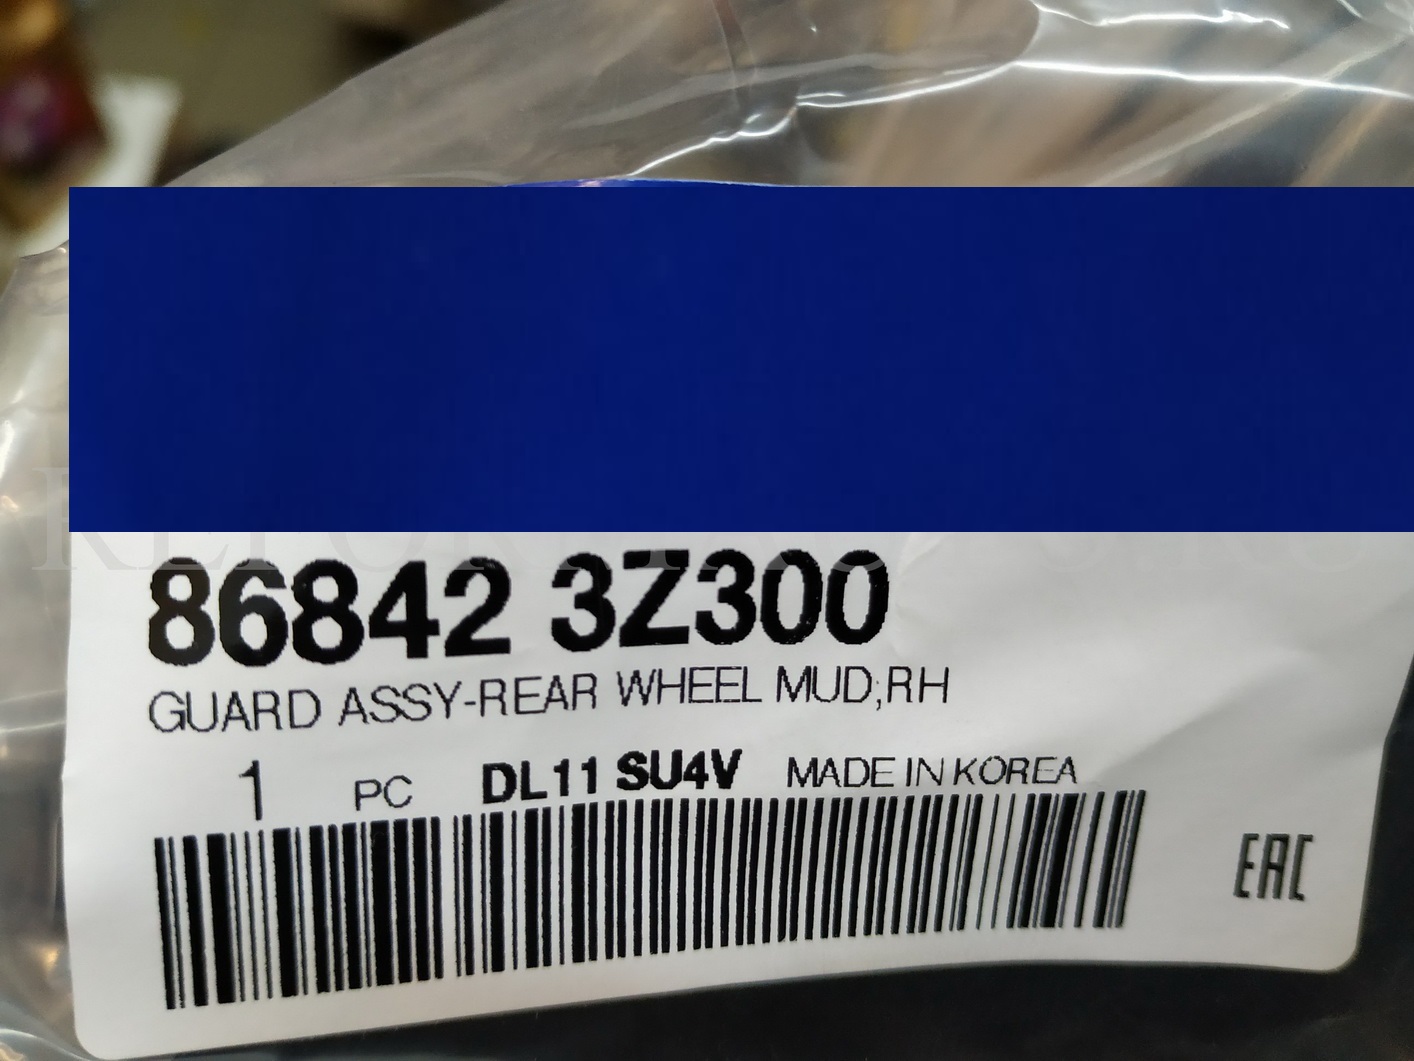 86842 3Z300
GUARD ASSY-REAR WHEEL MUD;RH
1 PC DL11 SU4V MADE IN KOREA
EAC